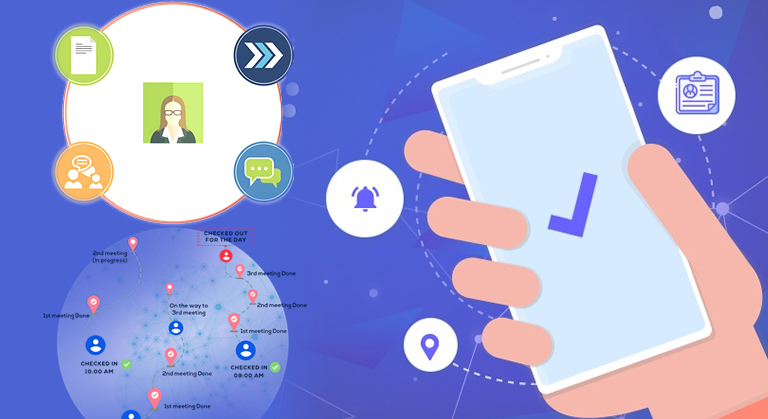 CHECKED OUT
FOR THE DAY
2nd meeting
(In progress)
3rd meeting Done
On the way to
3rd meeting
2nd meeting Done
1st meeting Done
1st meeting Done
CHECKED IN
10:00 AM
CHECKED IN
09:00 AM
2nd meeting Done
1st meeting Done